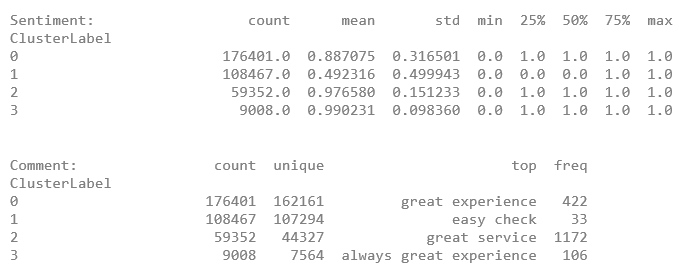 Sentiment: count mean std min 25% 50% 75% max
ClusterLabel
0 176401.0 0.887075 0.316501 0.0 1.0 1.0 1.0 1.0
1 108467.0 0.492316 0.499943 0.0 0.0 0.0 1.0 1.0
2 59352.0 0.976580 0.151233 0.0 1.0 1.0 1.0 1.0
3 9008.0 0.990231 0.098360 0.0 1.0 1.0 1.0 1.0
Comment: count unique top freq
ClusterLabel
0 176401 162161 great experience 422
1 108467 107294 easy check 33
2 59352 44327 great service 1172
3 9008 7564 always great experience 106